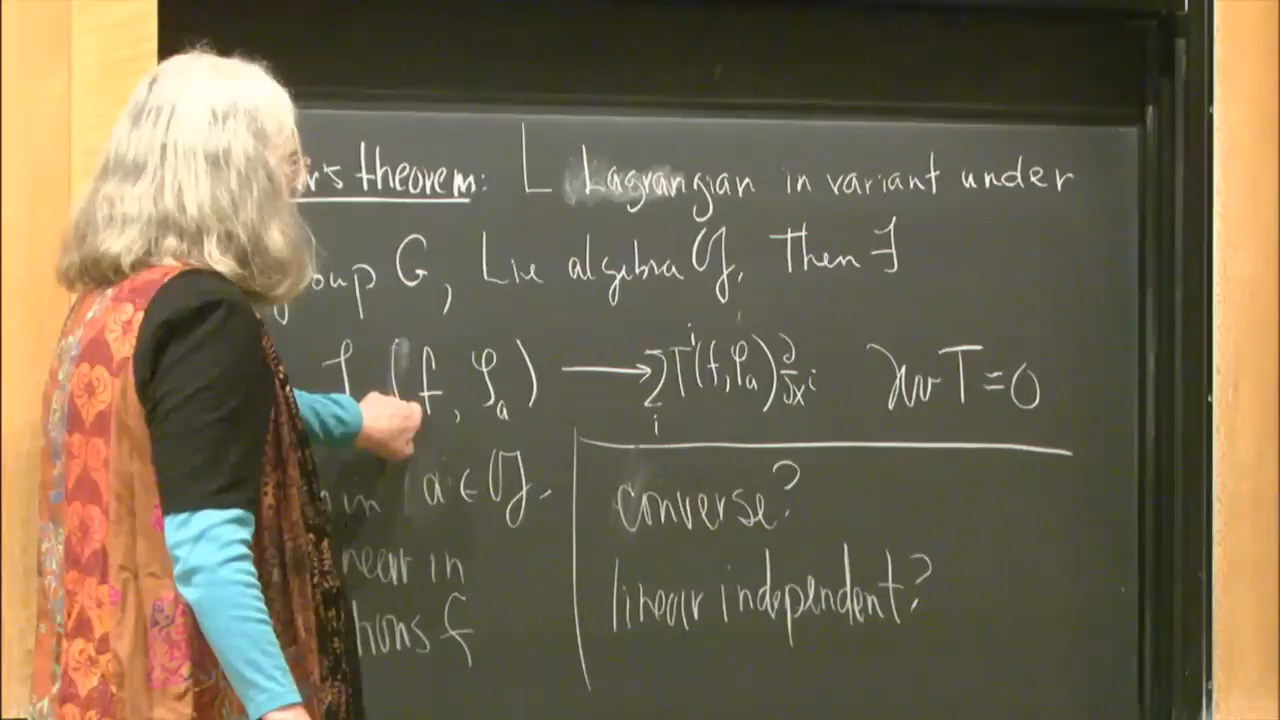 r's theorem: L Lagrangian invariant under
oup G, Lie algebra 𝔤. Then ∃
(f, φ_a) ⟶ ∑_i T^i(f, φ_a) ∂/∂x^i div T = 0
in a ∈ 𝔤.
near in
tions f
converse?
linear independent?